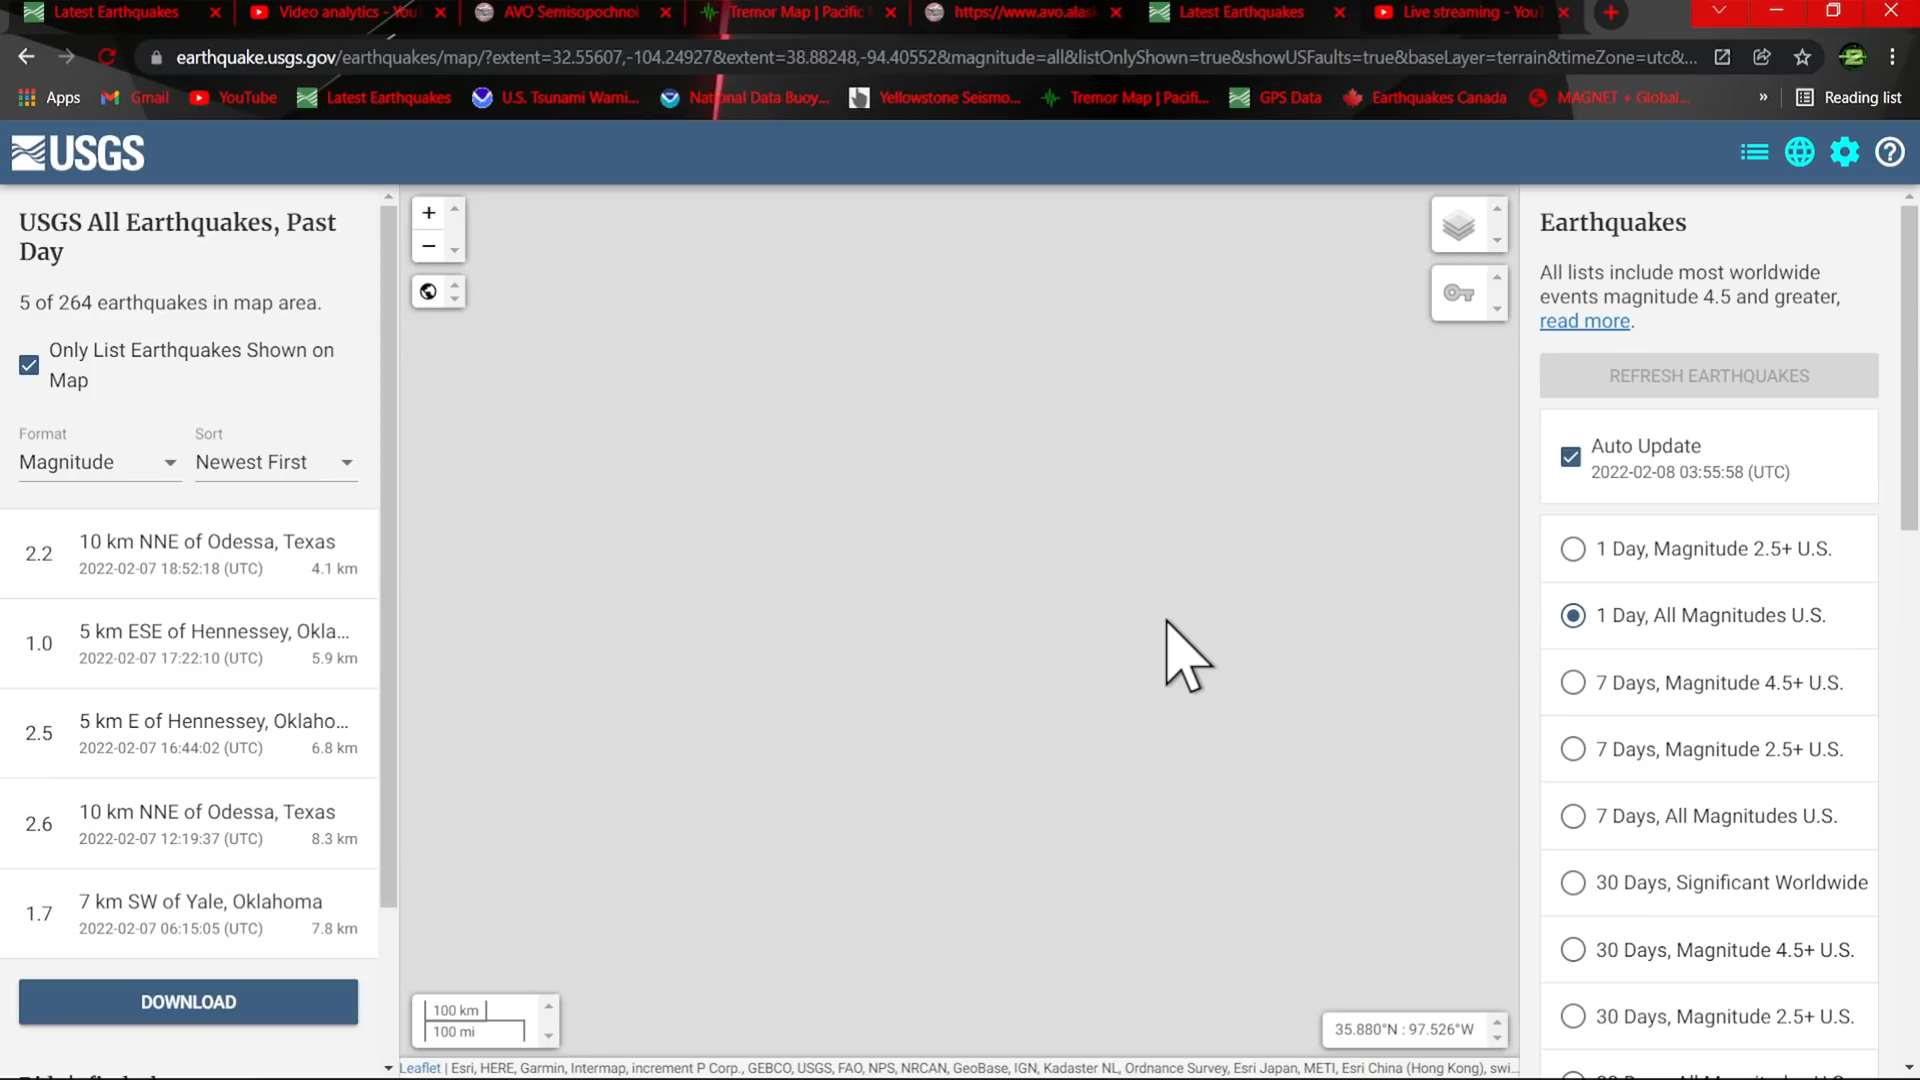 Latest Earthquakes
Video analytics - You
AVO Semisopochnoi
Tremor Map | Pacific
https://www.avo.alask
Latest Earthquakes
Live streaming - You
earthquake.usgs.gov/earthquakes/map/?extent=32.55607,-104.24927&extent=38.88248,-94.40552&magnitude=all&listOnlyShown=true&showUSFaults=true&baseLayer=terrain&timeZone=utc&...
Apps
Gmail
YouTube
Latest Earthquakes
U.S. Tsunami Warni...
National Data Buoy...
Yellowstone Seismo...
Tremor Map | Pacifi...
GPS Data
Earthquakes Canada
MAGNET + Global...
»
Reading list
USGS
USGS All Earthquakes, Past
Day
5 of 264 earthquakes in map area.
Only List Earthquakes Shown on
Map
Format
Sort
Magnitude
Newest First
2.2
10 km NNE of Odessa, Texas
2022-02-07 18:52:18 (UTC)
4.1 km
1.0
5 km ESE of Hennessey, Okla...
2022-02-07 17:22:10 (UTC)
5.9 km
2.5
5 km E of Hennessey, Oklaho...
2022-02-07 16:44:02 (UTC)
6.8 km
2.6
10 km NNE of Odessa, Texas
2022-02-07 12:19:37 (UTC)
8.3 km
1.7
7 km SW of Yale, Oklahoma
2022-02-07 06:15:05 (UTC)
7.8 km
DOWNLOAD
+
−
100 km
100 mi
35.880°N : 97.526°W
Leaflet | Esri, HERE, Garmin, Intermap, increment P Corp., GEBCO, USGS, FAO, NPS, NRCAN, GeoBase, IGN, Kadaster NL, Ordnance Survey, Esri Japan, METI, Esri China (Hong Kong), swi...
Earthquakes
All lists include most worldwide
events magnitude 4.5 and greater,
read more.
REFRESH EARTHQUAKES
Auto Update
2022-02-08 03:55:58 (UTC)
1 Day, Magnitude 2.5+ U.S.
1 Day, All Magnitudes U.S.
7 Days, Magnitude 4.5+ U.S.
7 Days, Magnitude 2.5+ U.S.
7 Days, All Magnitudes U.S.
30 Days, Significant Worldwide
30 Days, Magnitude 4.5+ U.S.
30 Days, Magnitude 2.5+ U.S.